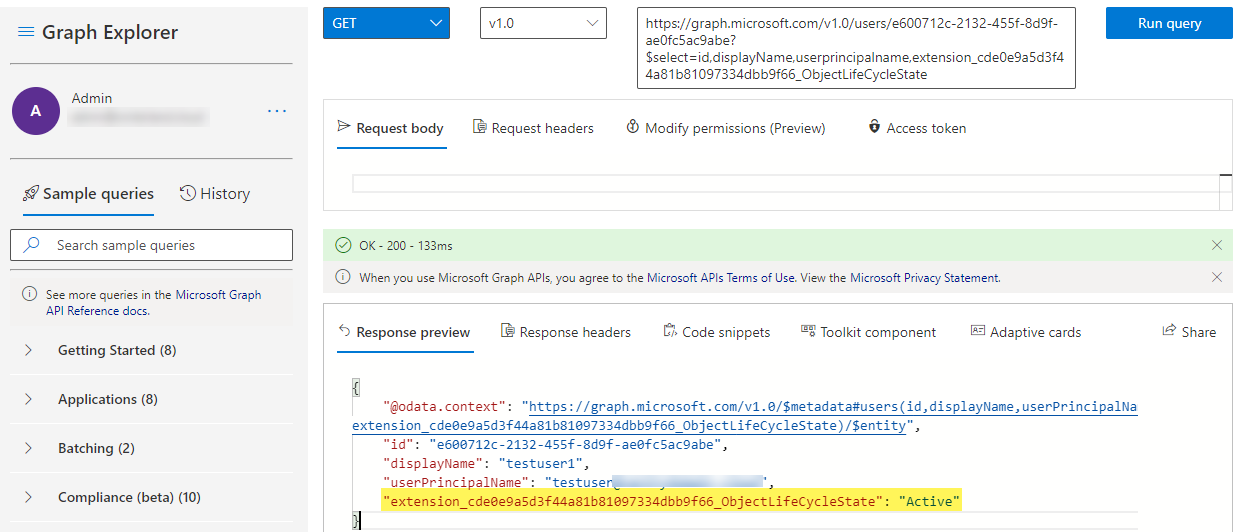 Graph Explorer
Admin
A
...
Sample queries
History
Search sample queries
See more queries in the Microsoft Graph
API Reference docs.
Getting Started (8)
Applications (8)
Batching (2)
Compliance (beta) (10)
GET
v1.0
https://graph.microsoft.com/v1.0/users/e600712c-2132-455f-8d9f-
ae0fc5ac9abe?
$select=id,displayName,userprincipalname,extension_cde0e9a5d3f4
4a81b81097334dbb9f66_ObjectLifeCycleState
Run query
Request body
Request headers
Modify permissions (Preview)
Access token
OK - 200 - 133ms
When you use Microsoft Graph APIs, you agree to the Microsoft APIs Terms of Use. View the Microsoft Privacy Statement.
Response preview
Response headers
Code snippets
Toolkit component
Adaptive cards
Share
{
"@odata.context": "https://graph.microsoft.com/v1.0/$metadata#users(id,displayName,userPrincipalNa
extension_cde0e9a5d3f44a81b81097334dbb9f66_ObjectLifeCycleState)/$entity",
"id": "e600712c-2132-455f-8d9f-ae0fc5ac9abe",
"displayName": "testuser1",
"userPrincipalName": "testuser@ ",
"extension_cde0e9a5d3f44a81b81097334dbb9f66_ObjectLifeCycleState": "Active"
}